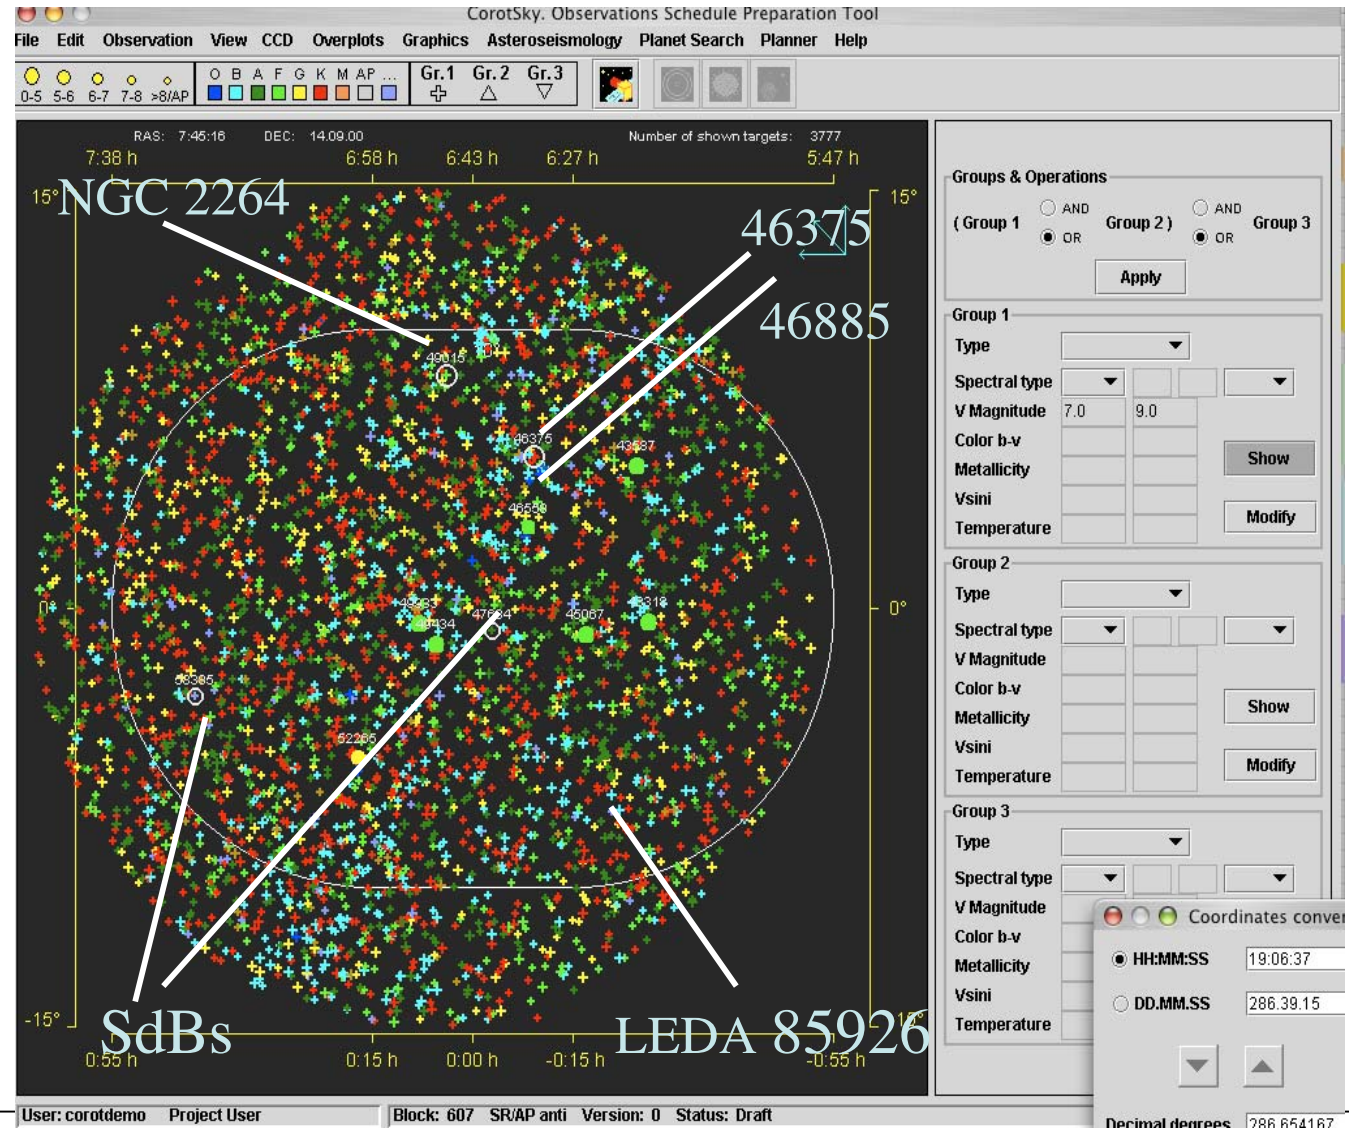 CorotSky. Observations Schedule Preparation Tool
File Edit Observation View CCD Overplots Graphics Asteroseismology Planet Search Planner Help
O B A F G K M AP ... Gr.1 Gr.2 Gr.3
0-5 5-6 6-7 7-8 >8/AP
RAS: 7:45:16 DEC: 14.09.00 Number of shown targets: 3777
7:38 h 6:58 h 6:43 h 6:27 h 5:47 h
15° NGC 2264 15°
46375
46885
49015
46375 43587
46558
0° 47684 45067 43318 0°
49434
52265
-15°
SdBs LEDA 85926
0:55 h 0:15 h 0:00 h -0:15 h -0:55 h
Groups & Operations
AND AND
( Group 1 Group 2 ) Group 3
OR OR
Apply
Group 1
Type
Spectral type
V Magnitude 7.0 9.0
Color b-v
Metallicity Show
Vsini
Temperature Modify
Group 2
Type
Spectral type
V Magnitude
Color b-v
Metallicity Show
Vsini
Temperature Modify
Group 3
Type
Spectral type
V Magnitude
Color b-v
Metallicity
Vsini
Temperature
Coordinates conver
HH:MM:SS 19:06:37
DD.MM.SS 286.39.15
Decimal degrees 286.654167
User: corotdemo Project User Block: 607 SR/AP anti Version: 0 Status: Draft